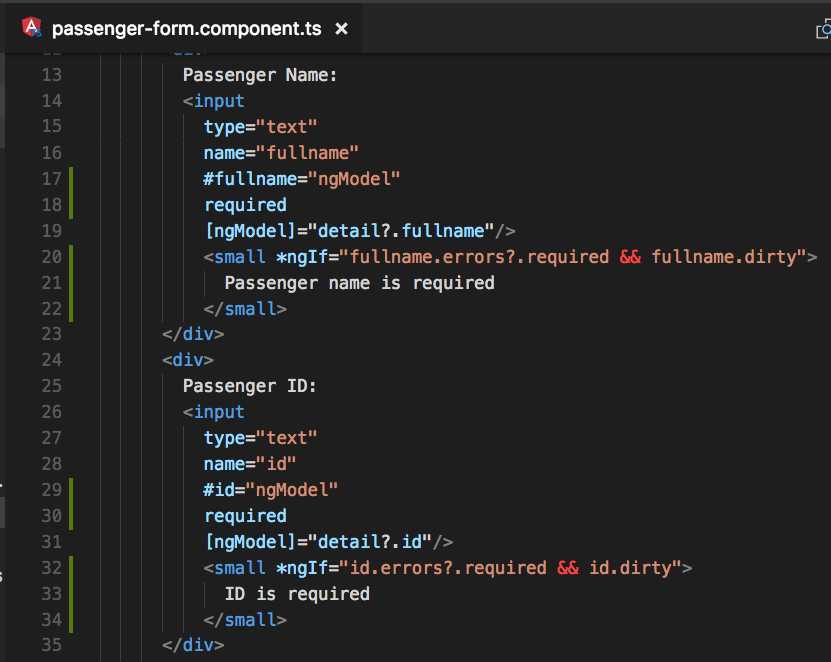 passenger-form.component.ts ×
13 Passenger Name:
14 <input
15 type="text"
16 name="fullname"
17 #fullname="ngModel"
18 required
19 [ngModel]="detail?.fullname"/>
20 <small *ngIf="fullname.errors?.required && fullname.dirty">
21 Passenger name is required
22 </small>
23 </div>
24 <div>
25 Passenger ID:
26 <input
27 type="text"
28 name="id"
29 #id="ngModel"
30 required
31 [ngModel]="detail?.id"/>
32 <small *ngIf="id.errors?.required && id.dirty">
33 ID is required
34 </small>
35 </div>